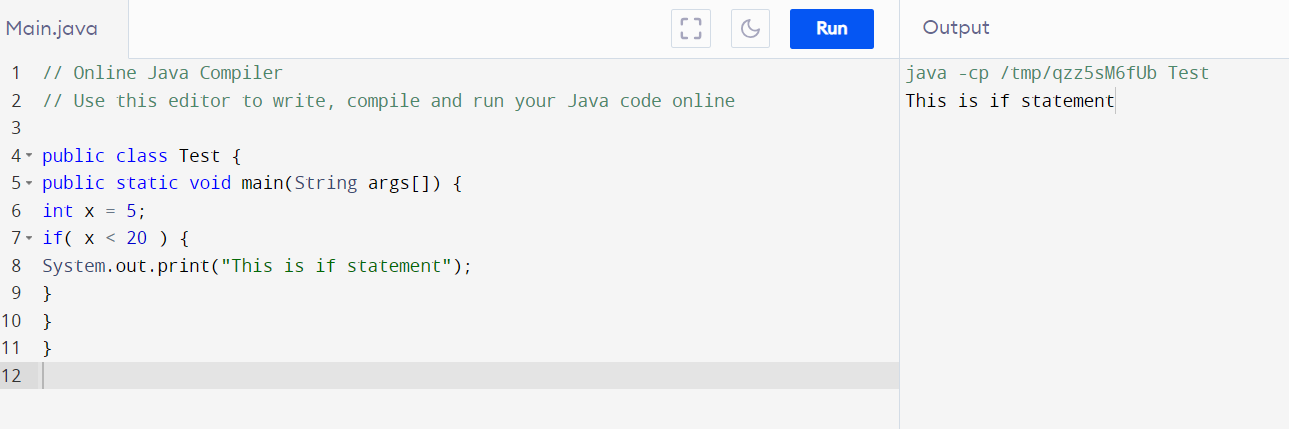 Main.java
Run
Output
1 // Online Java Compiler
2 // Use this editor to write, compile and run your Java code online
3
4 public class Test {
5 public static void main(String args[]) {
6 int x = 5;
7 if( x < 20 ) {
8 System.out.print("This is if statement");
9 }
10 }
11 }
12
java -cp /tmp/qzz5sM6fUb Test
This is if statement